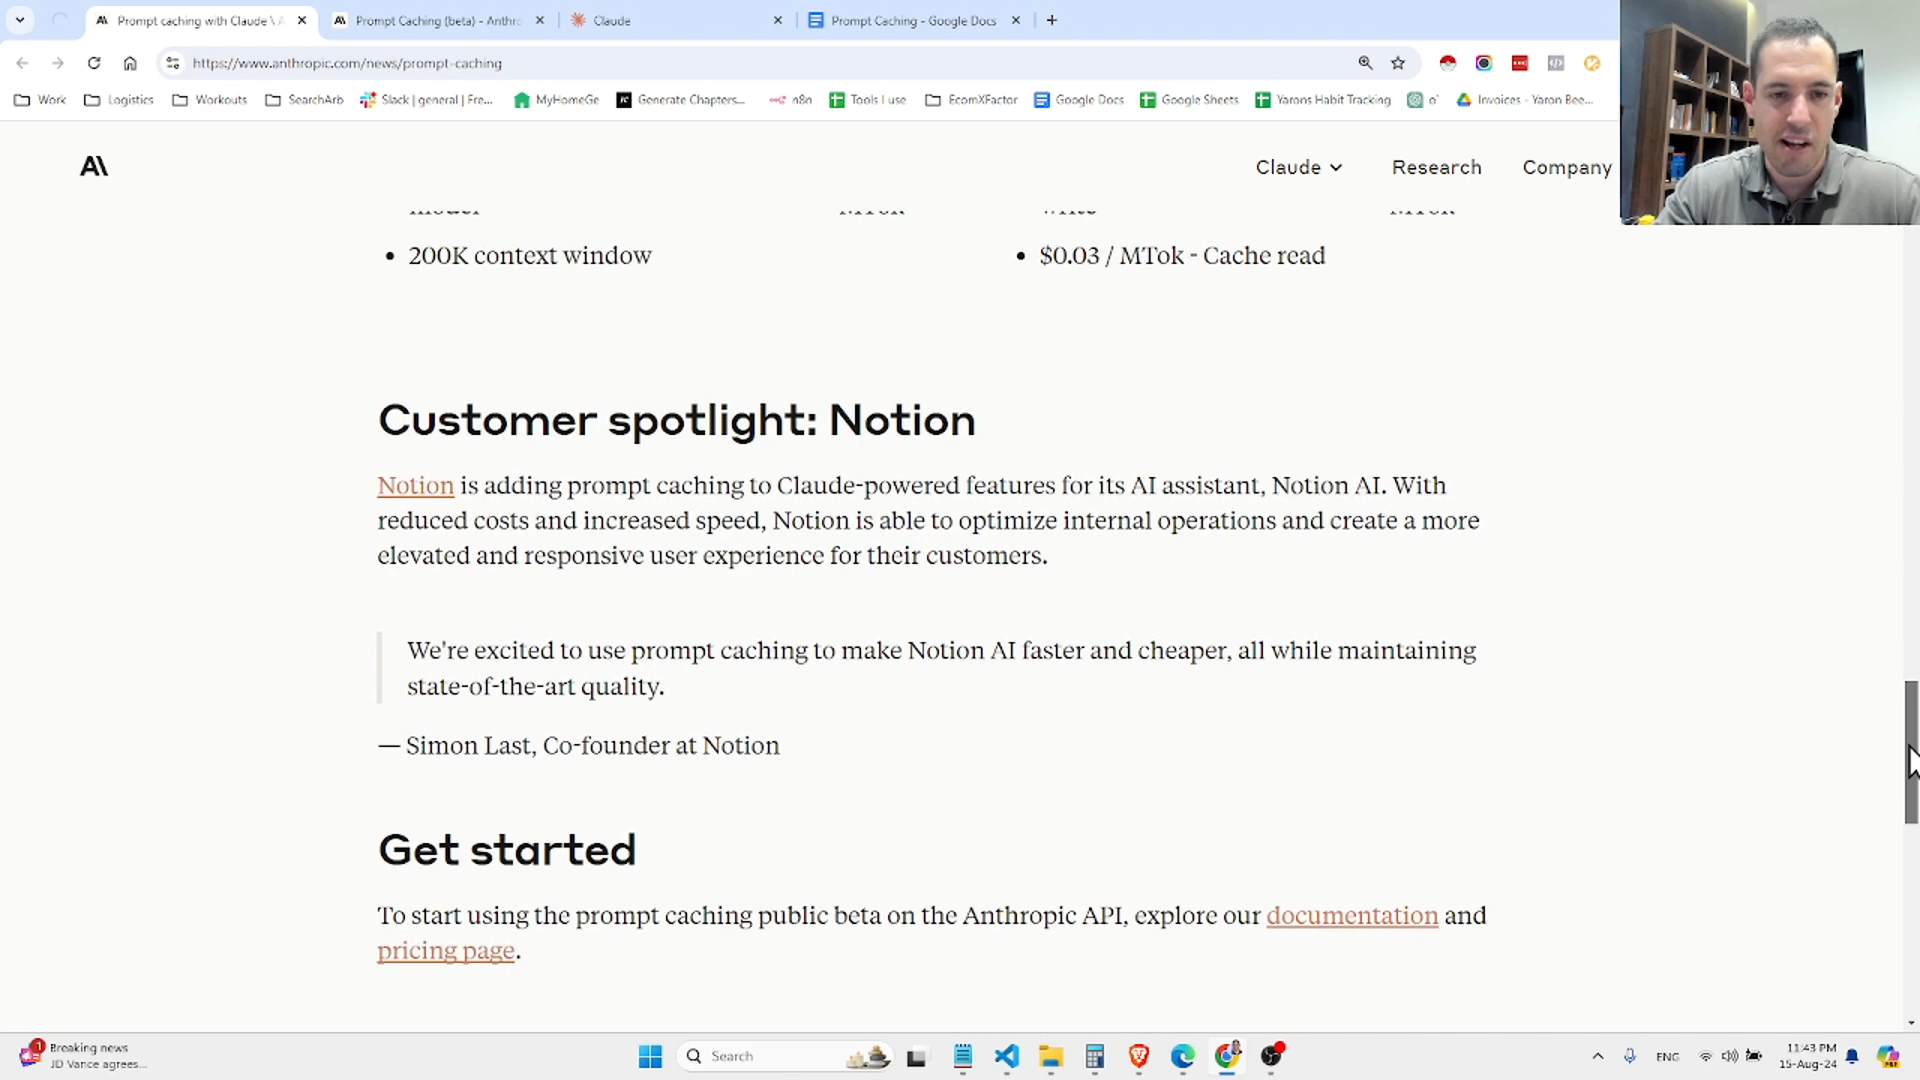 Prompt caching with Claude \ A
Prompt Caching (beta) - Anthro
Claude
Prompt Caching - Google Docs
https://www.anthropic.com/news/prompt-caching
Work
Logistics
Workouts
SearchArb
Slack | general | Fre...
MyHomeGe
Generate Chapters...
n8n
Tools I use
EcomXFactor
Google Docs
Google Sheets
Yarons Habit Tracking
o'
Invoices - Yaron Bee...
Claude
Research
Company
• 200K context window
• $0.03 / MTok - Cache read
Customer spotlight: Notion
Notion is adding prompt caching to Claude-powered features for its AI assistant, Notion AI. With
reduced costs and increased speed, Notion is able to optimize internal operations and create a more
elevated and responsive user experience for their customers.
We're excited to use prompt caching to make Notion AI faster and cheaper, all while maintaining
state-of-the-art quality.
— Simon Last, Co-founder at Notion
Get started
To start using the prompt caching public beta on the Anthropic API, explore our documentation and
pricing page.
1
Breaking news
JD Vance agrees...
Search
ENG
11:43 PM
15-Aug-24